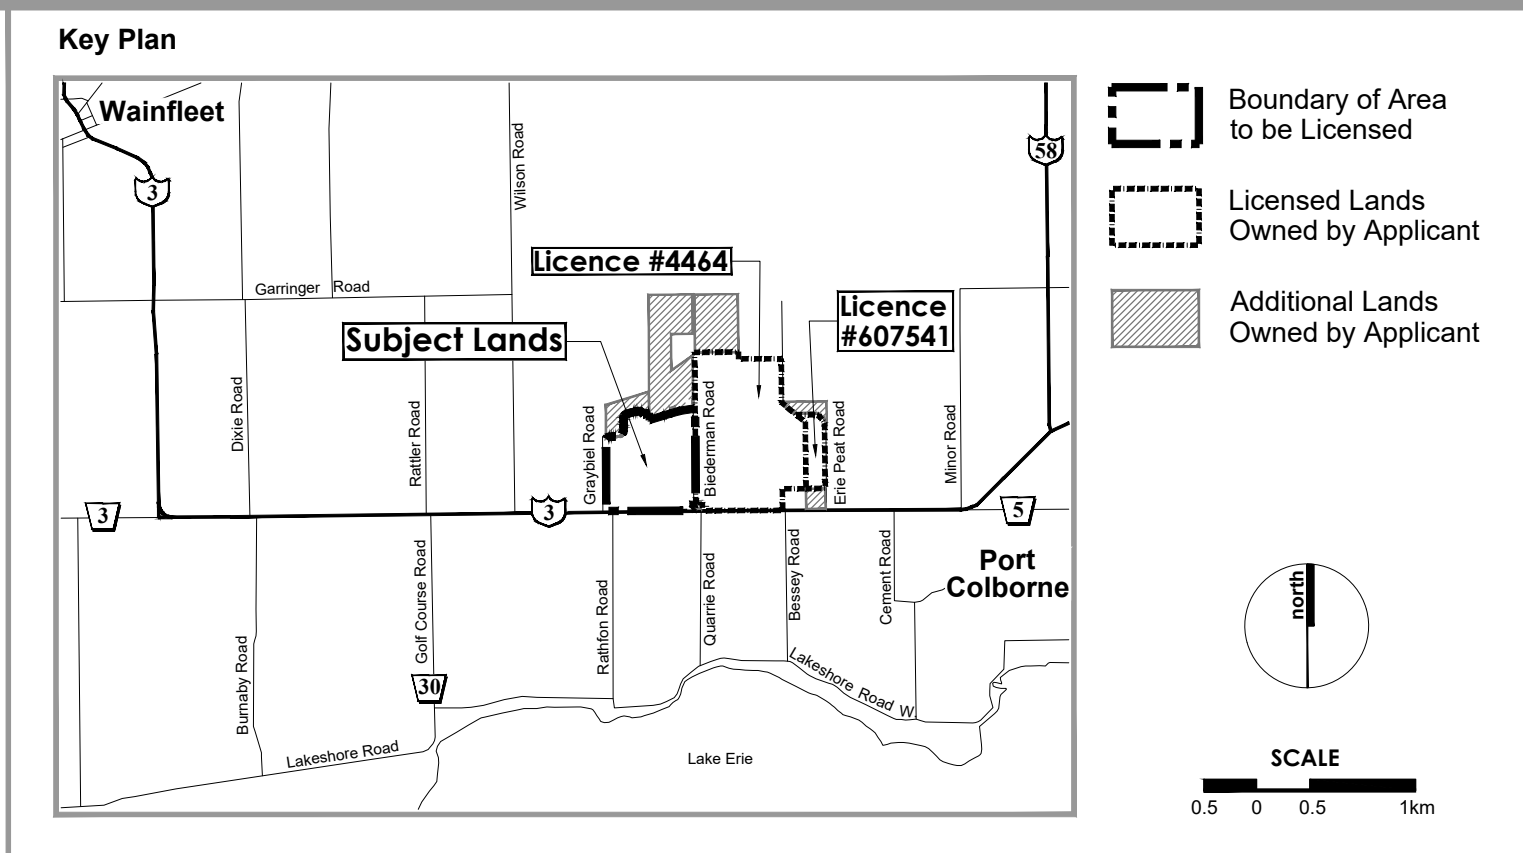 Key Plan
Wainfleet
3
Wilson Road
58
Boundary of Area
to be Licensed
Licensed Lands
Owned by Applicant
Additional Lands
Owned by Applicant
Garringer Road
Licence #4464
Licence
#607541
Subject Lands
Dixie Road
Rattler Road
Graybiel Road
Biederman Road
Erie Peat Road
Minor Road
3
3
5
Port
Colborne
Burnaby Road
Golf Course Road
Rathfon Road
Quarrie Road
Bessey Road
Cement Road
30
Lakeshore Road
Lakeshore Road W.
Lake Erie
north
SCALE
0.5 0 0.5 1km